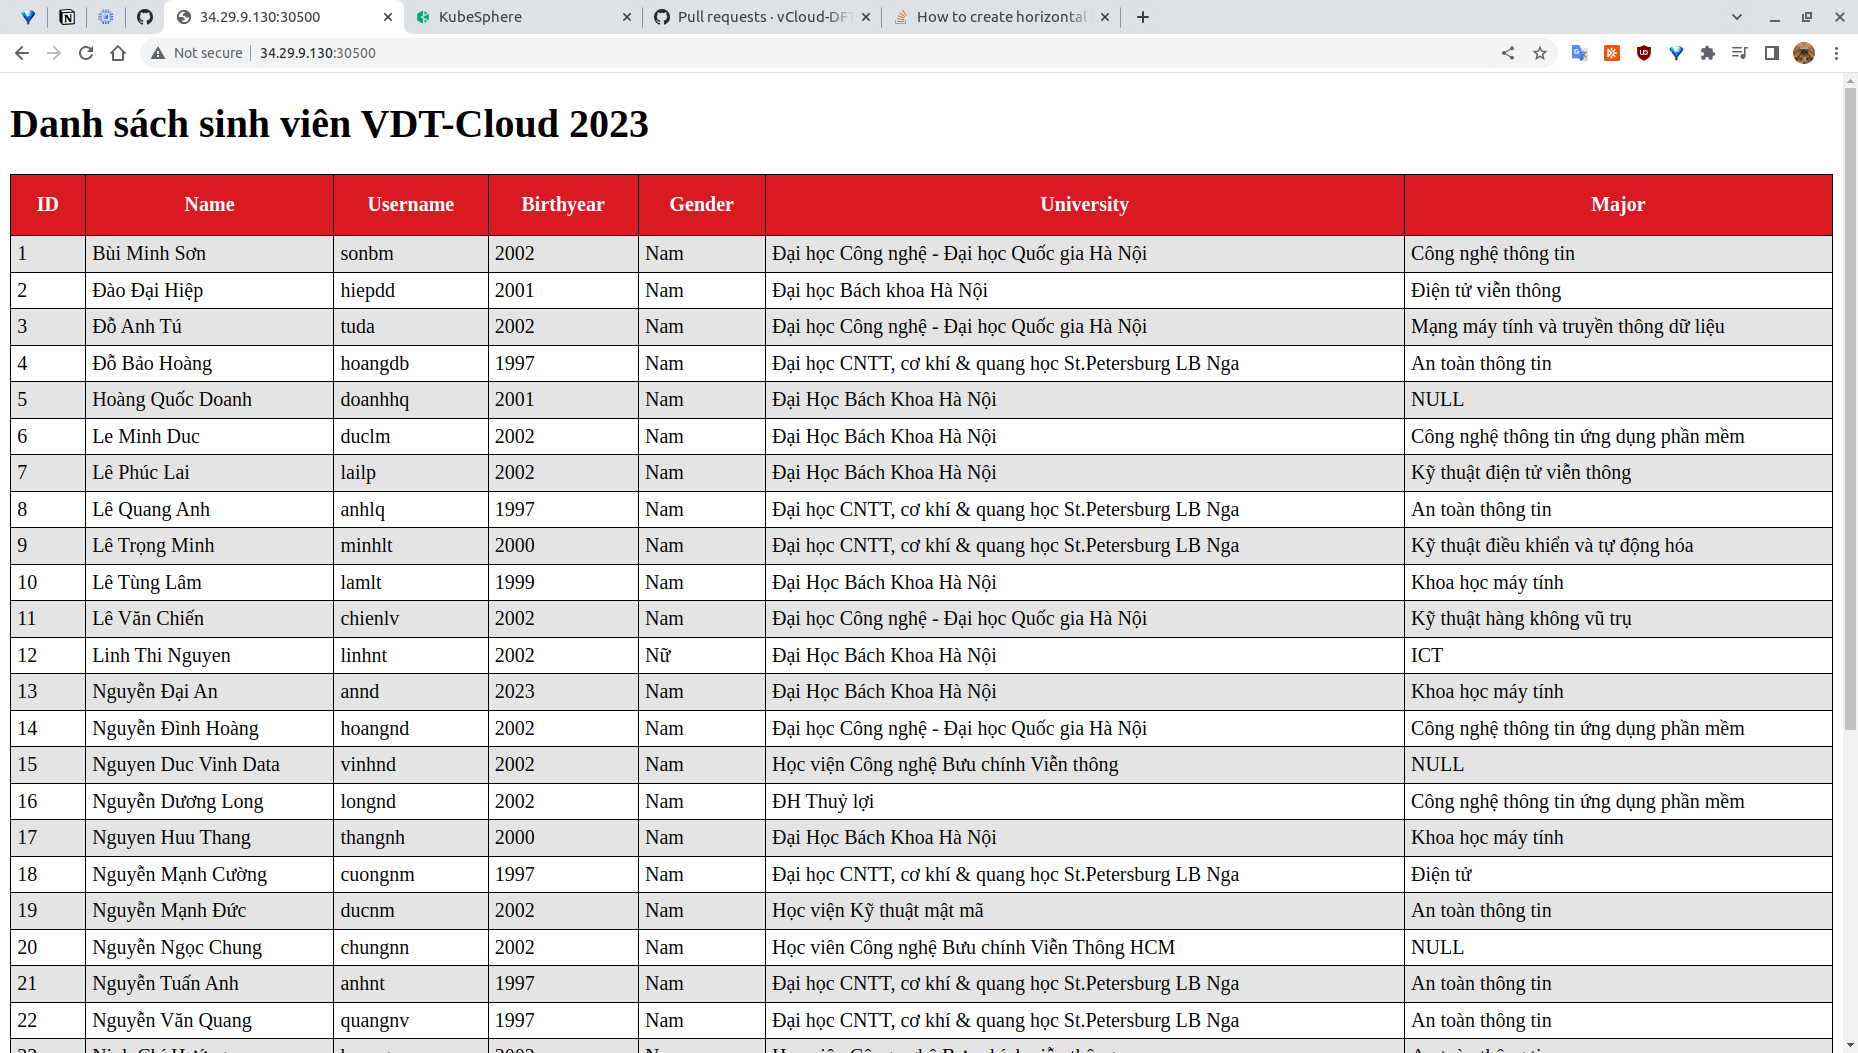 34.29.9.130:30500 KubeSphere Pull requests · vCloud-DFT How to create horizontal
Not secure 34.29.9.130:30500
Danh sách sinh viên VDT-Cloud 2023
ID Name Username Birthyear Gender University Major
1 Bùi Minh Sơn sonbm 2002 Nam Đại học Công nghệ - Đại học Quốc gia Hà Nội Công nghệ thông tin
2 Đào Đại Hiệp hiepdd 2001 Nam Đại học Bách khoa Hà Nội Điện tử viễn thông
3 Đỗ Anh Tú tuda 2002 Nam Đại học Công nghệ - Đại học Quốc gia Hà Nội Mạng máy tính và truyền thông dữ liệu
4 Đỗ Bảo Hoàng hoangdb 1997 Nam Đại học CNTT, cơ khí & quang học St.Petersburg LB Nga An toàn thông tin
5 Hoàng Quốc Doanh doanhhq 2001 Nam Đại Học Bách Khoa Hà Nội NULL
6 Le Minh Duc duclm 2002 Nam Đại Học Bách Khoa Hà Nội Công nghệ thông tin ứng dụng phần mềm
7 Lê Phúc Lai lailp 2002 Nam Đại Học Bách Khoa Hà Nội Kỹ thuật điện tử viễn thông
8 Lê Quang Anh anhlq 1997 Nam Đại học CNTT, cơ khí & quang học St.Petersburg LB Nga An toàn thông tin
9 Lê Trọng Minh minhlt 2000 Nam Đại học CNTT, cơ khí & quang học St.Petersburg LB Nga Kỹ thuật điều khiển và tự động hóa
10 Lê Tùng Lâm lamlt 1999 Nam Đại Học Bách Khoa Hà Nội Khoa học máy tính
11 Lê Văn Chiến chienlv 2002 Nam Đại học Công nghệ - Đại học Quốc gia Hà Nội Kỹ thuật hàng không vũ trụ
12 Linh Thi Nguyen linhnt 2002 Nữ Đại Học Bách Khoa Hà Nội ICT
13 Nguyễn Đại An annd 2023 Nam Đại Học Bách Khoa Hà Nội Khoa học máy tính
14 Nguyễn Đình Hoàng hoangnd 2002 Nam Đại học Công nghệ - Đại học Quốc gia Hà Nội Công nghệ thông tin ứng dụng phần mềm
15 Nguyen Duc Vinh Data vinhnd 2002 Nam Học viện Công nghệ Bưu chính Viễn thông NULL
16 Nguyễn Dương Long longnd 2002 Nam ĐH Thuỷ lợi Công nghệ thông tin ứng dụng phần mềm
17 Nguyen Huu Thang thangnh 2000 Nam Đại Học Bách Khoa Hà Nội Khoa học máy tính
18 Nguyễn Mạnh Cường cuongnm 1997 Nam Đại học CNTT, cơ khí & quang học St.Petersburg LB Nga Điện tử
19 Nguyễn Mạnh Đức ducnm 2002 Nam Học viện Kỹ thuật mật mã An toàn thông tin
20 Nguyễn Ngọc Chung chungnn 2002 Nam Học viên Công nghệ Bưu chính Viễn Thông HCM NULL
21 Nguyễn Tuấn Anh anhnt 1997 Nam Đại học CNTT, cơ khí & quang học St.Petersburg LB Nga An toàn thông tin
22 Nguyễn Văn Quang quangnv 1997 Nam Đại học CNTT, cơ khí & quang học St.Petersburg LB Nga An toàn thông tin